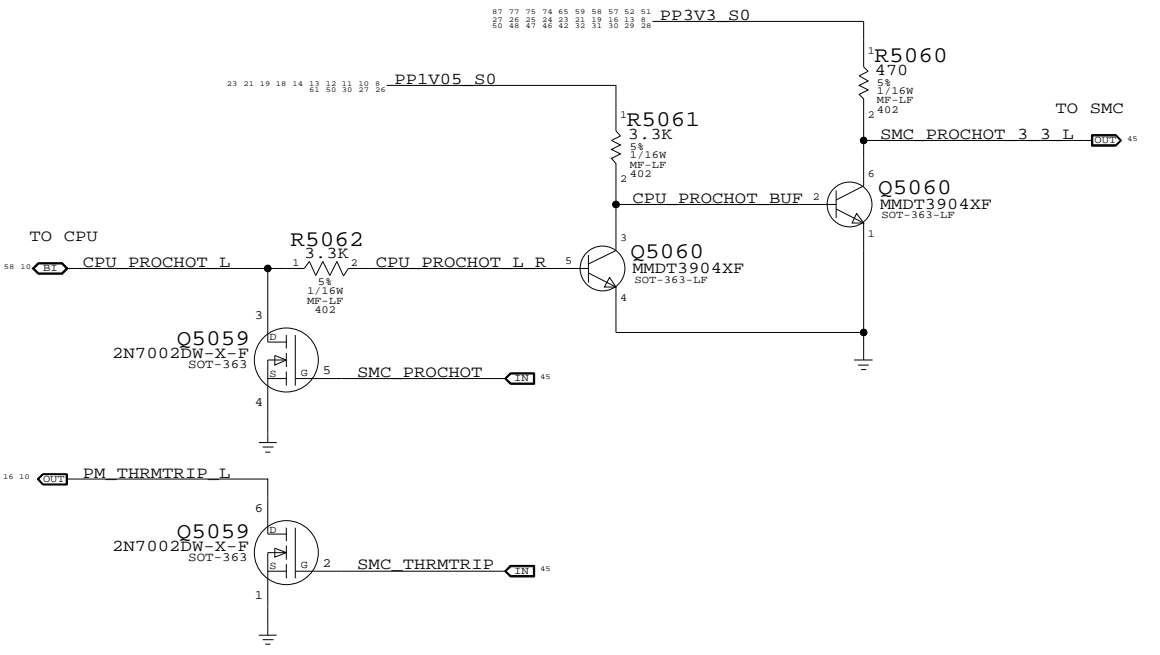 87 77 75 74 65 59 58 57 52 51
27 26 25 24 23 21 19 16 13 8
50 48 47 46 42 32 31 30 29 28
PP3V3_S0
1
R5060
470
5%
1/16W
MF-LF
402
2
23 21 19 18 14 13 12 11 10 8
61 50 30 27 26
PP1V05_S0
1
R5061
3.3K
5%
1/16W
MF-LF
402
2
TO SMC
SMC_PROCHOT_3_3_L
OUT
45
6
CPU_PROCHOT_BUF
2
Q5060
MMDT3904XF
SOT-363-LF
1
TO CPU
58 10
BI
CPU_PROCHOT_L
R5062
3.3K
1
2
5%
1/16W
MF-LF
402
CPU_PROCHOT_L_R
5
3
Q5060
MMDT3904XF
SOT-363-LF
4
3
Q5059
2N7002DW-X-F
SOT-363
D
S
G
5
SMC_PROCHOT
IN
45
4
16 10
OUT
PM_THRMTRIP_L
6
Q5059
2N7002DW-X-F
SOT-363
D
S
G
2
SMC_THRMTRIP
IN
45
1